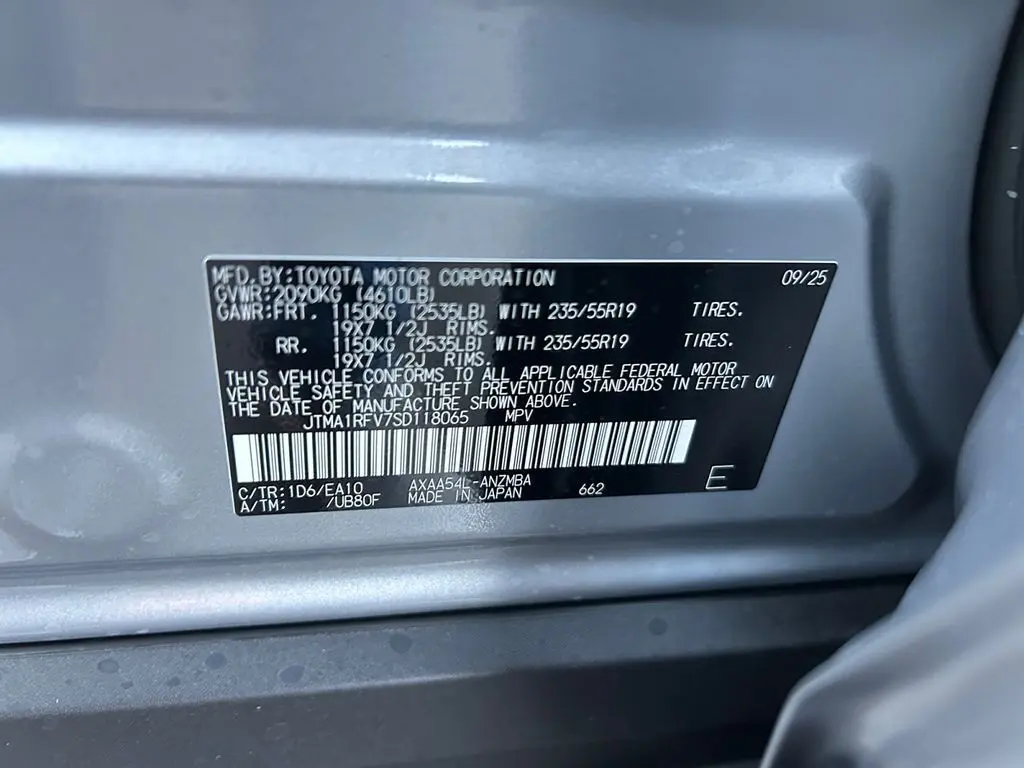 MFD. BY: TOYOTA MOTOR CORPORATION 09/25
GVWR: 2090KG (4610LB)
GAWR: FRT. 1150KG (2535LB) WITH 235/55R19 TIRES.
19X7 1/2J RIMS.
RR. 1150KG (2535LB) WITH 235/55R19 TIRES.
19X7 1/2J RIMS.
THIS VEHICLE CONFORMS TO ALL APPLICABLE FEDERAL MOTOR
VEHICLE SAFETY AND THEFT PREVENTION STANDARDS IN EFFECT ON
THE DATE OF MANUFACTURE SHOWN ABOVE.
JTMA1RFV7SD118065 MPV
C/TR: 1D6/EA10 AXAA54L-ANZMBA 662 E
A/TM: /UB80F MADE IN JAPAN